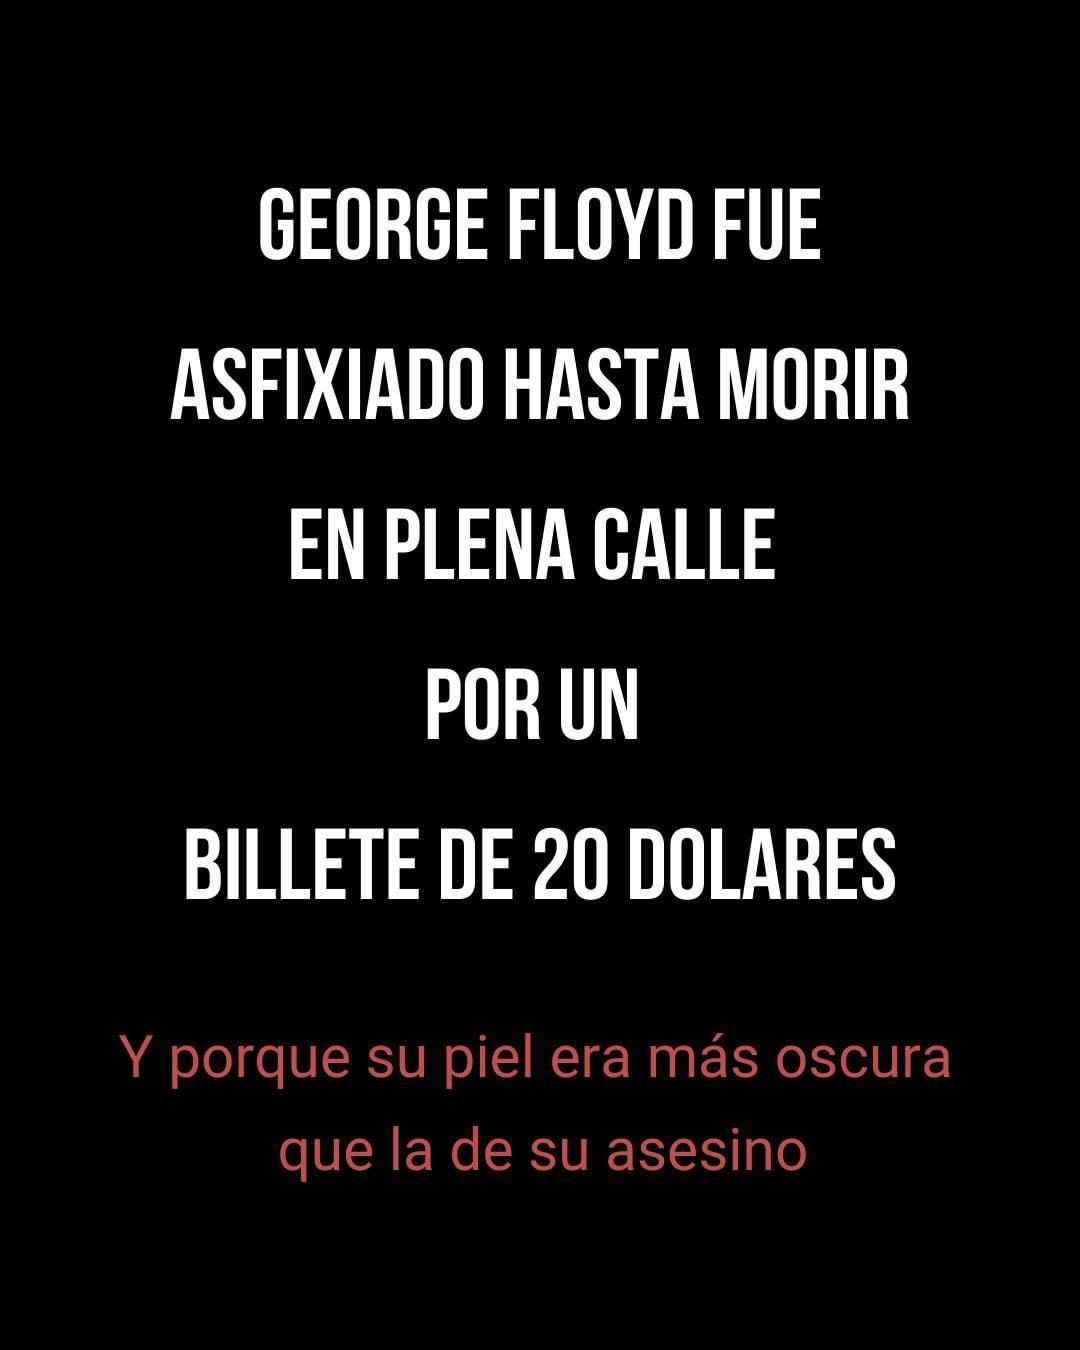 GEORGE FLOYD FUE
ASFIXIADO HASTA MORIR
EN PLENA CALLE
POR UN
BILLETE DE 20 DOLARES
Y porque su piel era más oscura
que la de su asesino